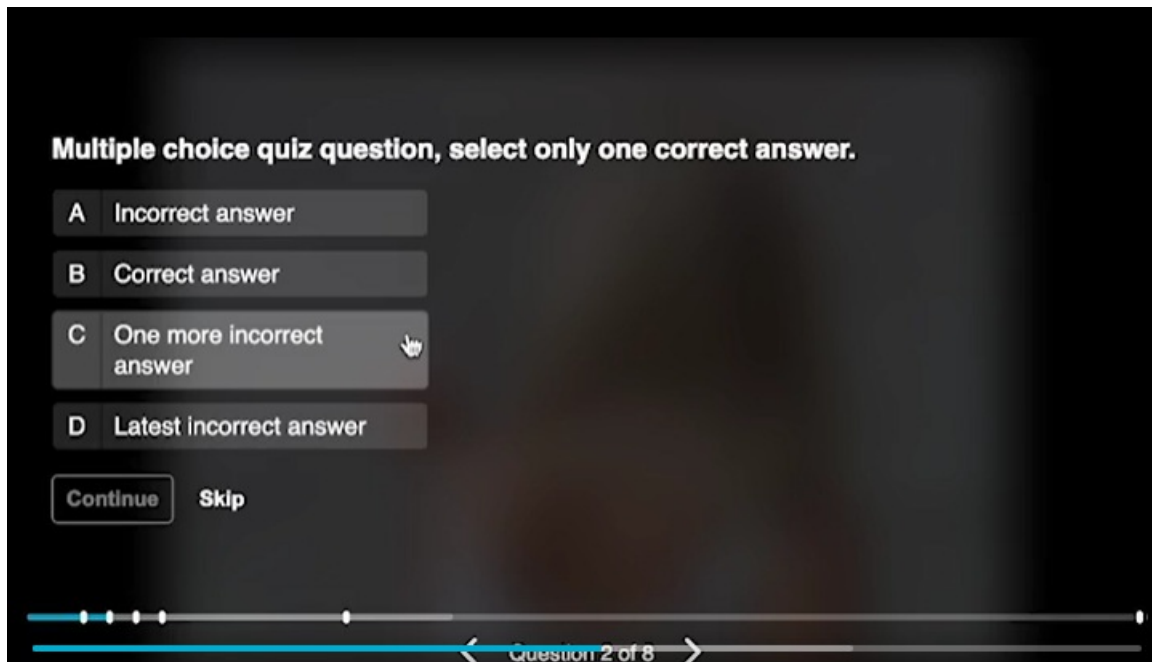 Multiple choice quiz question, select only one correct answer.
A Incorrect answer
B Correct answer
C One more incorrect
answer
D Latest incorrect answer
Continue Skip
Question 2 of 8